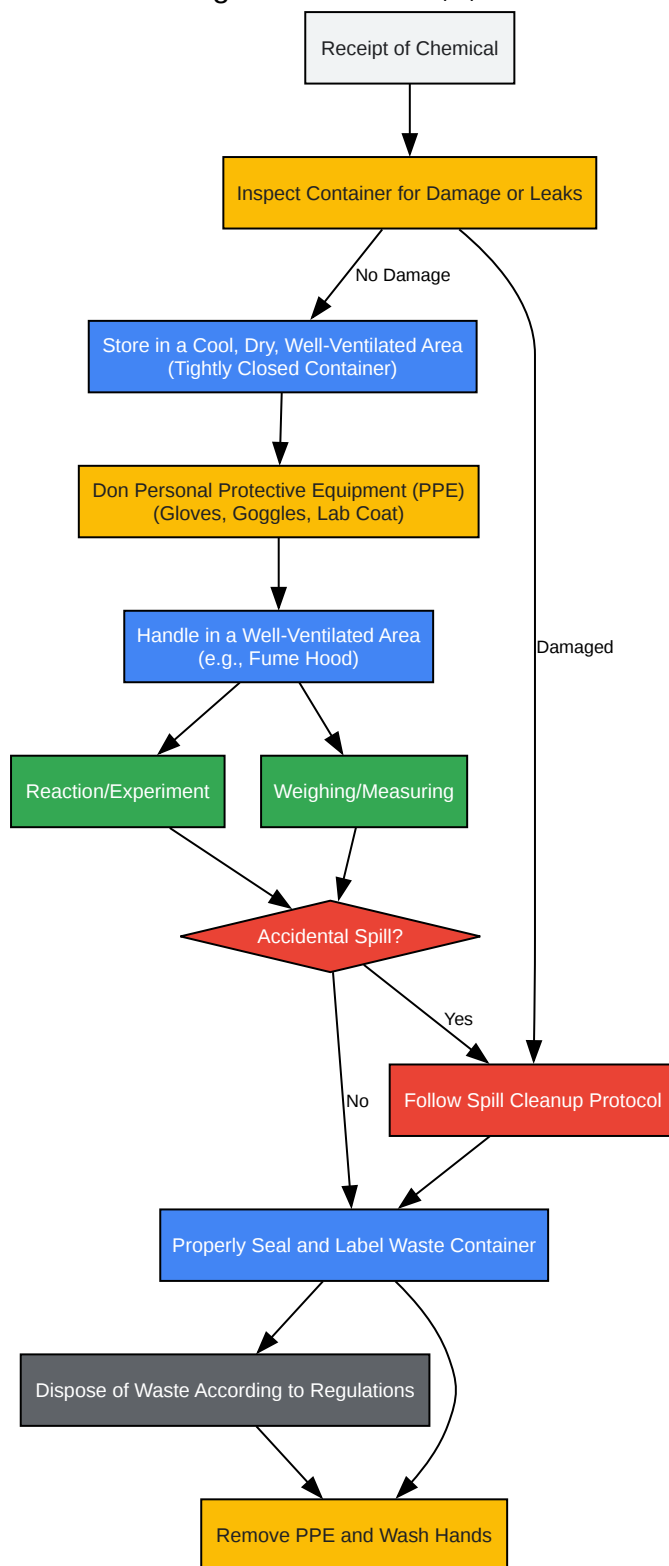 Receipt of Chemical
Inspect Container for Damage or Leaks
No Damage
Store in a Cool, Dry, Well-Ventilated Area
(Tightly Closed Container)
Don Personal Protective Equipment (PPE)
(Gloves, Goggles, Lab Coat)
Handle in a Well-Ventilated Area
(e.g., Fume Hood)
Damaged
Reaction/Experiment
Weighing/Measuring
Accidental Spill?
Yes
No
Follow Spill Cleanup Protocol
Properly Seal and Label Waste Container
Dispose of Waste According to Regulations
Remove PPE and Wash Hands